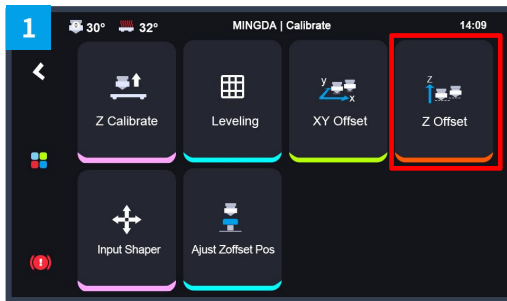 1
30° 32° MINGDA | Calibrate 14:09
Z Calibrate Leveling XY Offset Z Offset
Input Shaper Ajust Zoffset Pos